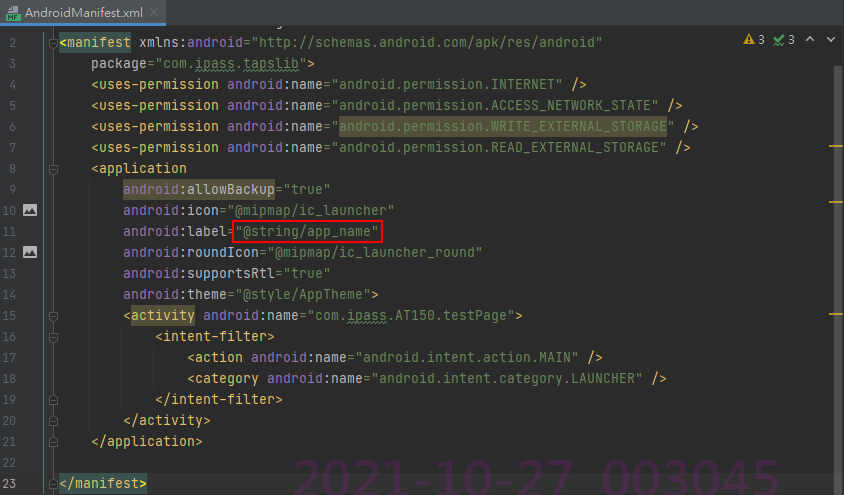 AndroidManifest.xml
3 3
2 <manifest xmlns:android="http://schemas.android.com/apk/res/android"
3 package="com.ipass.tapslib">
4 <uses-permission android:name="android.permission.INTERNET" />
5 <uses-permission android:name="android.permission.ACCESS_NETWORK_STATE" />
6 <uses-permission android:name="android.permission.WRITE_EXTERNAL_STORAGE" />
7 <uses-permission android:name="android.permission.READ_EXTERNAL_STORAGE" />
8 <application
9 android:allowBackup="true"
10 android:icon="@mipmap/ic_launcher"
11 android:label="@string/app_name"
12 android:roundIcon="@mipmap/ic_launcher_round"
13 android:supportsRtl="true"
14 android:theme="@style/AppTheme">
15 <activity android:name="com.ipass.AT150.testPage">
16 <intent-filter>
17 <action android:name="android.intent.action.MAIN" />
18 <category android:name="android.intent.category.LAUNCHER" />
19 </intent-filter>
20 </activity>
21 </application>
22
23 </manifest>
2021-10-27 003045